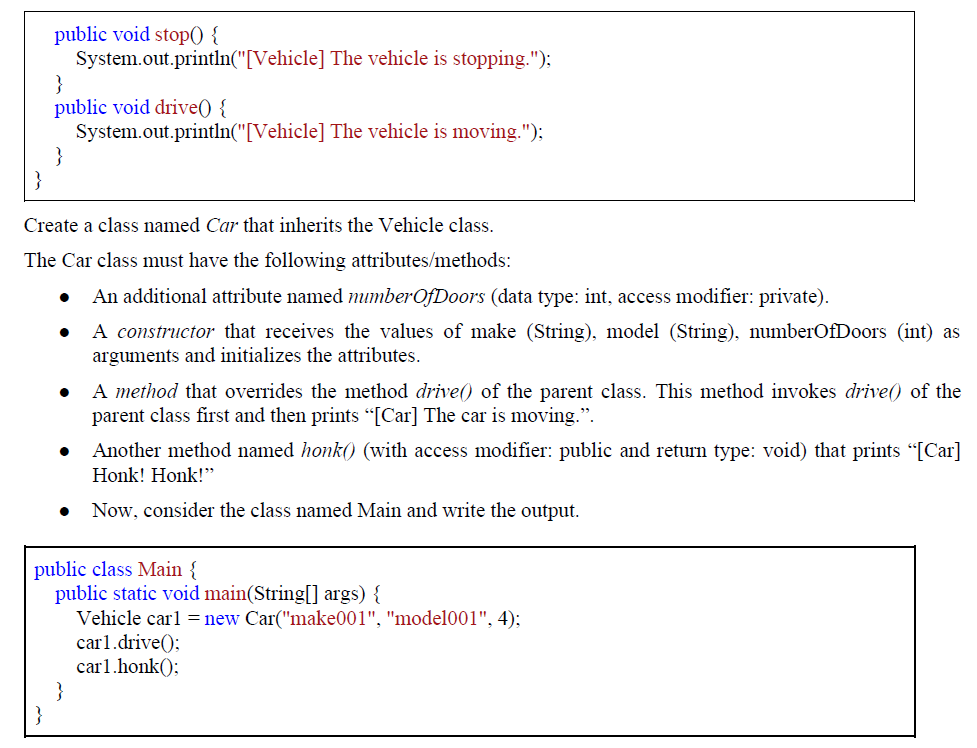 public void stop() {
System.out.println("[Vehicle] The vehicle is stopping.");
}
public void drive() {
System.out.println("[Vehicle] The vehicle is moving.");
}
}
Create a class named Car that inherits the Vehicle class.
The Car class must have the following attributes/methods:
● An additional attribute named numberOfDoors (data type: int, access modifier: private).
● A constructor that receives the values of make (String), model (String), numberOfDoors (int) as
arguments and initializes the attributes.
● A method that overrides the method drive() of the parent class. This method invokes drive() of the
parent class first and then prints “[Car] The car is moving.”.
● Another method named honk() (with access modifier: public and return type: void) that prints “[Car]
Honk! Honk!”
● Now, consider the class named Main and write the output.
public class Main {
public static void main(String[] args) {
Vehicle car1 = new Car("make001", "model001", 4);
car1.drive();
car1.honk();
}
}